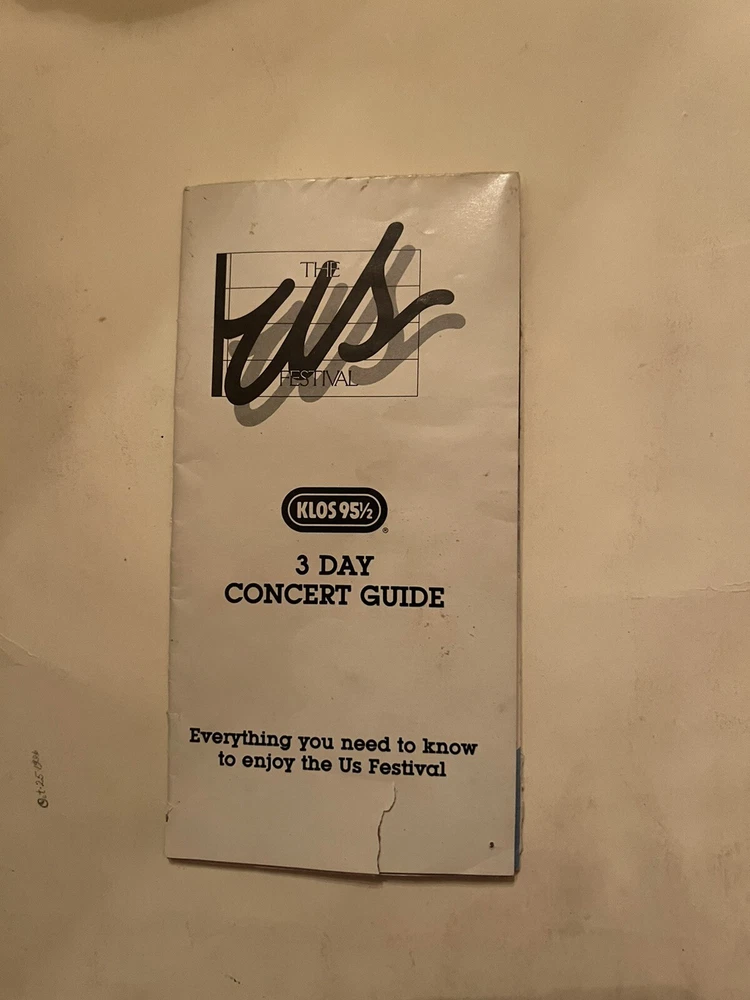 THE
us
FESTIVAL
KLOS 95½
®
3 DAY
CONCERT GUIDE
Everything you need to know
to enjoy the Us Festival